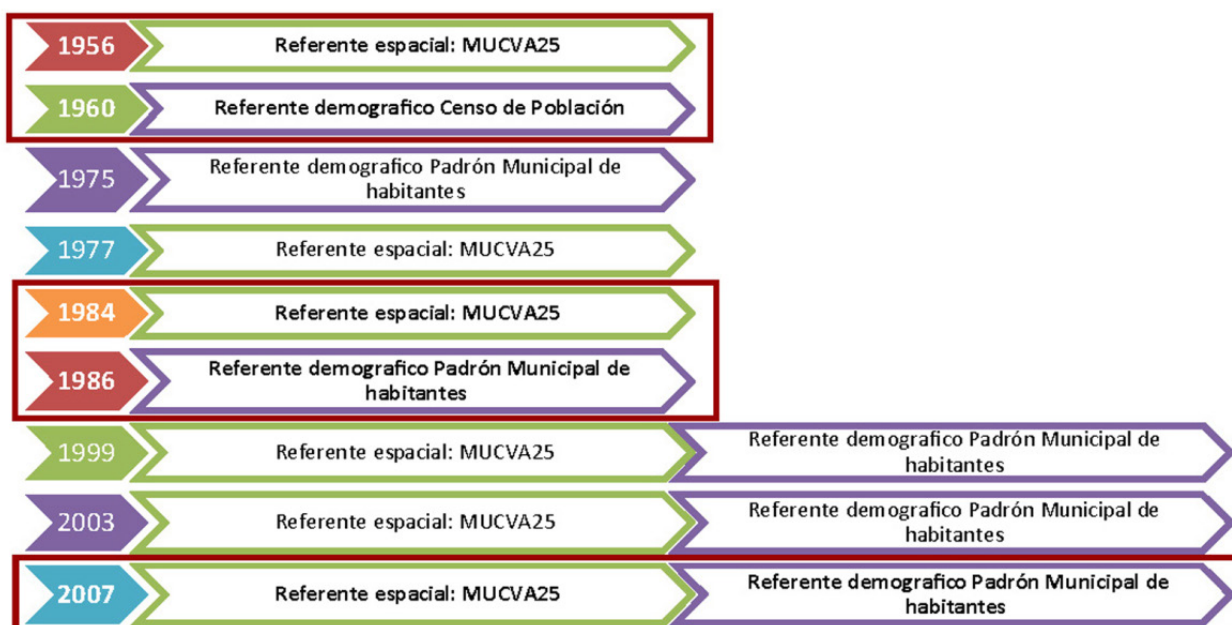 1956
Referente espacial: MUCVA25
1960
Referente demografico Censo de Población
1975
Referente demografico Padrón Municipal de
habitantes
1977
Referente espacial: MUCVA25
1984
Referente espacial: MUCVA25
1986
Referente demografico Padrón Municipal de
habitantes
1999
Referente espacial: MUCVA25
Referente demografico Padrón Municipal de
habitantes
2003
Referente espacial: MUCVA25
Referente demografico Padrón Municipal de
habitantes
2007
Referente espacial: MUCVA25
Referente demografico Padrón Municipal de
habitantes